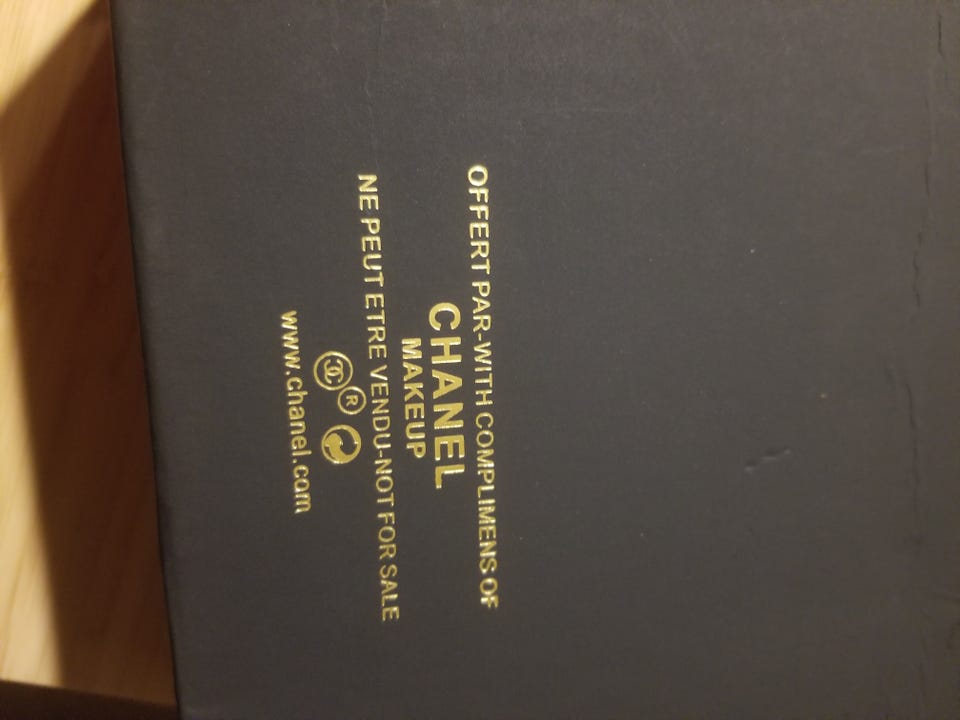 OFFERT PAR-WITH COMPLIMENS OF
CHANEL
MAKEUP
NE PEUT ETRE VENDU-NOT FOR SALE
®
www.chanel.com